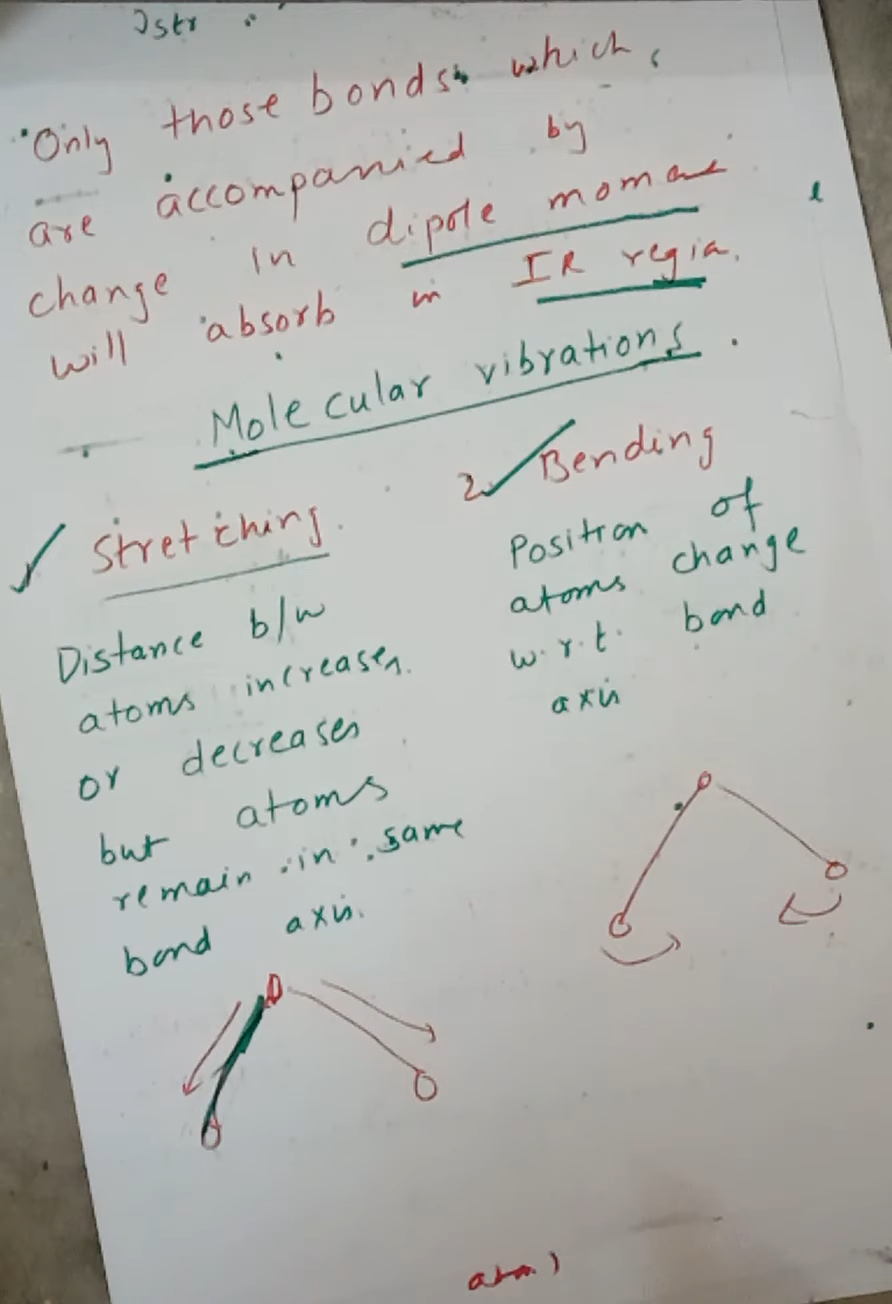 Only those bonds which
are accompanied by
change in dipole moment
will absorb in IR region.
Molecular vibrations.
Stretching.
Distance b/w
atoms increases
or decreases
but atoms
remain in same
bond axis.
2. Bending
Position of
atoms change
w.r.t. bond
axis